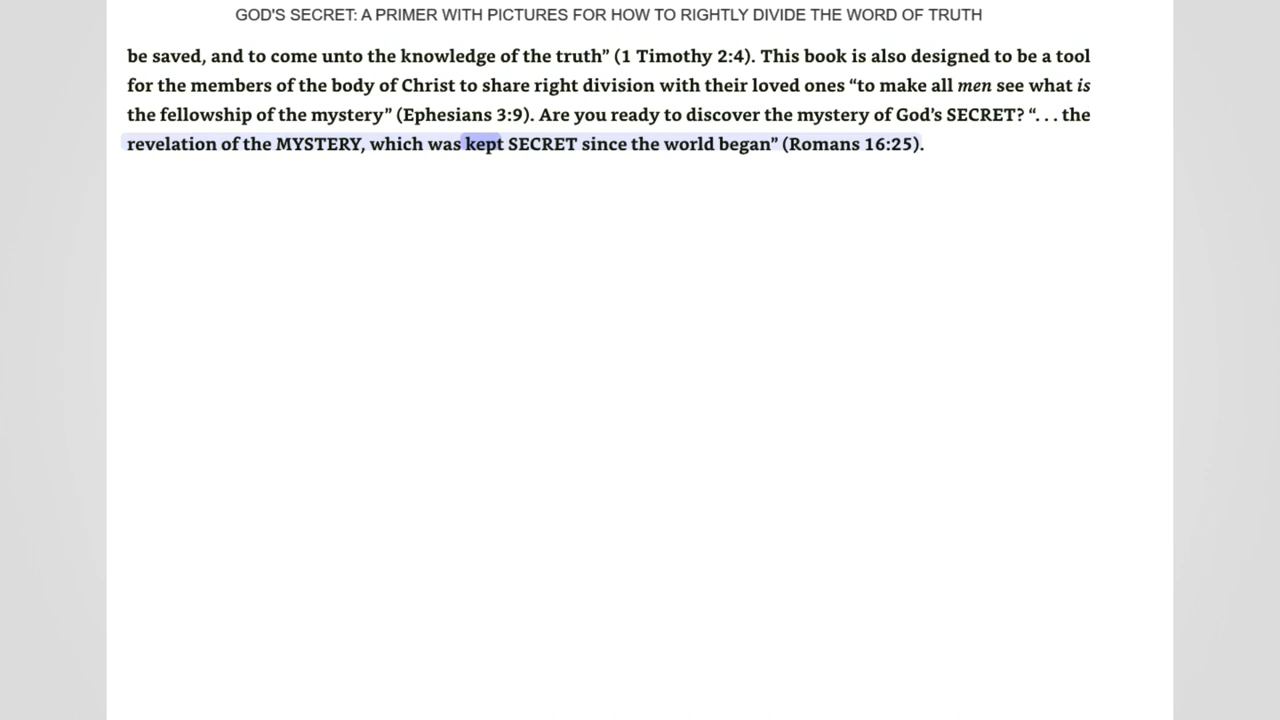 GOD'S SECRET: A PRIMER WITH PICTURES FOR HOW TO RIGHTLY DIVIDE THE WORD OF TRUTH
be saved, and to come unto the knowledge of the truth” (1 Timothy 2:4). This book is also designed to be a tool
for the members of the body of Christ to share right division with their loved ones “to make all men see what is
the fellowship of the mystery” (Ephesians 3:9). Are you ready to discover the mystery of God’s SECRET? “. . . the
revelation of the MYSTERY, which was kept SECRET since the world began” (Romans 16:25).